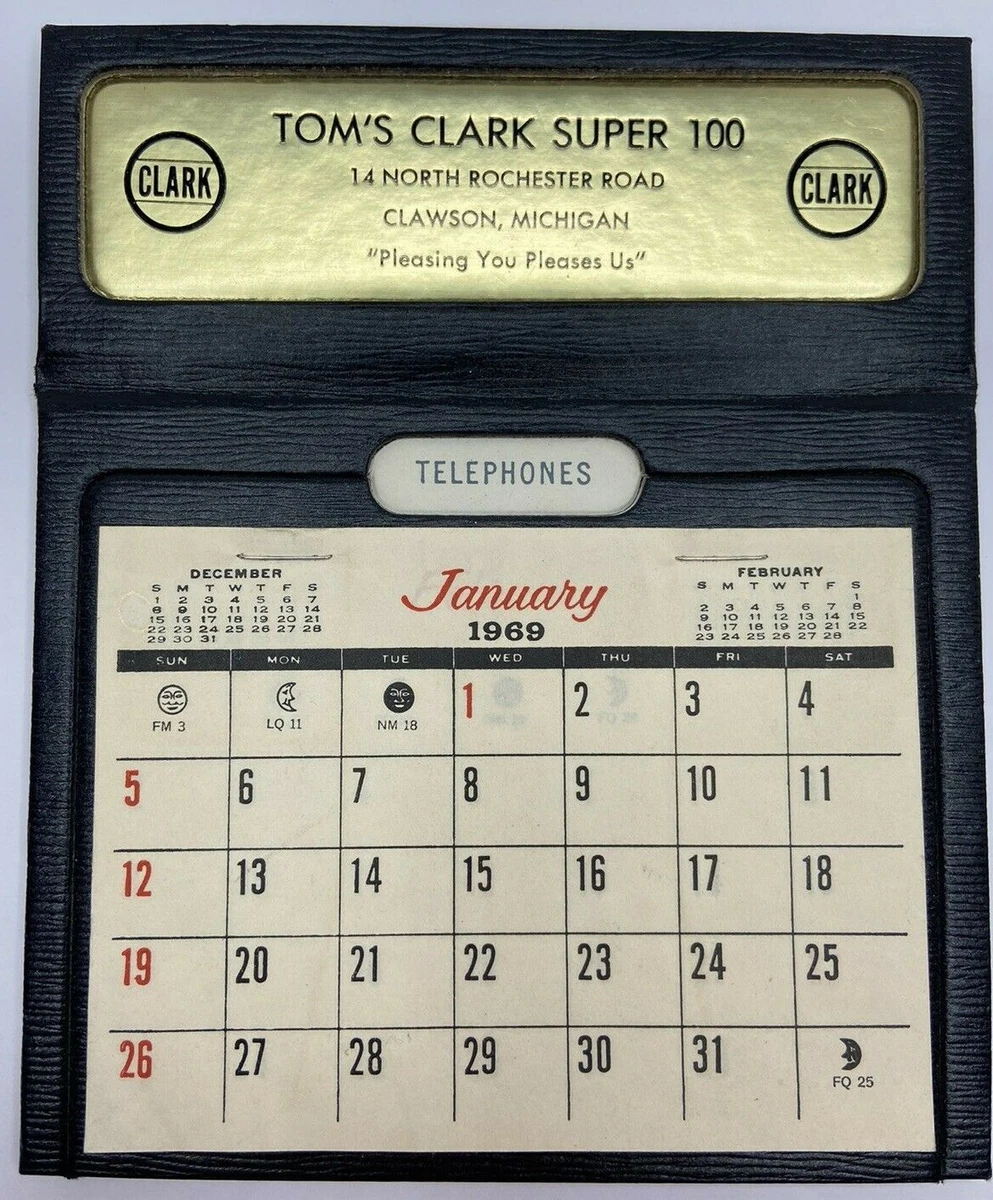 TOM'S CLARK SUPER 100
CLARK
CLARK
14 NORTH ROCHESTER ROAD
CLAWSON, MICHIGAN
"Pleasing You Pleases Us"
TELEPHONES
DECEMBER
S M T W T F S
1 2 3 4 5 6 7
8 9 10 11 12 13 14
15 16 17 18 19 20 21
22 23 24 25 26 27 28
29 30 31
January
1969
FEBRUARY
S M T W T F S
1
2 3 4 5 6 7 8
9 10 11 12 13 14 15
16 17 18 19 20 21 22
23 24 25 26 27 28
SUN MON TUE WED THU FRI SAT
FM 3 LQ 11 NM 18 1 2 3 4
5 6 7 8 9 10 11
12 13 14 15 16 17 18
19 20 21 22 23 24 25
26 27 28 29 30 31 FQ 25